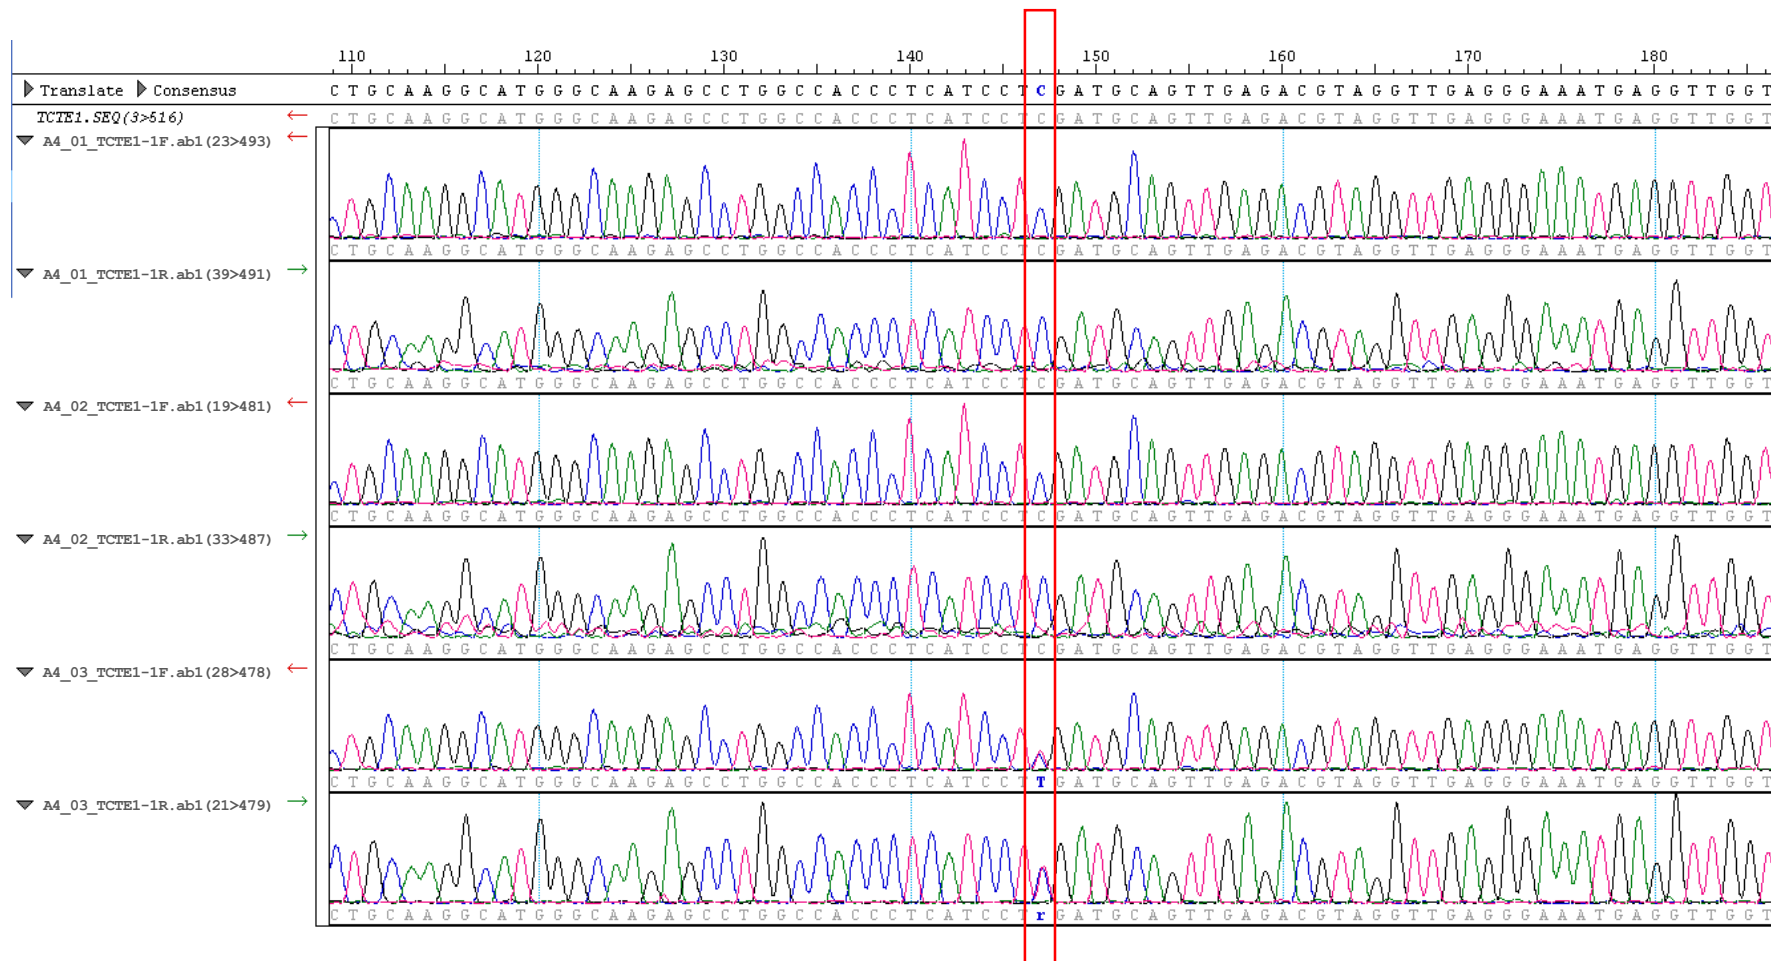 110 120 130 140 150 160 170 180
Translate Consensus C T G C A A G G C A T G G G C A A G A G C C T G G C C A C C C T C A T C C T C G A T G C A G T T G A G A C G T A G G T T G A G G G A A A T G A G G T T G G T
TCTE1.SEQ(3>516) ← C T G C A A G G C A T G G G C A A G A G C C T G G C C A C C C T C A T C C T C G A T G C A G T T G A G A C G T A G G T T G A G G G A A A T G A G G T T G G T
A4_01_TCTE1-1F.ab1(23>493) ←
C T G C A A G G C A T G G G C A A G A G C C T G G C C A C C C T C A T C C T C G A T G C A G T T G A G A C G T A G G T T G A G G G A A A T G A G G T T G G T
A4_01_TCTE1-1R.ab1(39>491) →
C T G C A A G G C A T G G G C A A G A G C C T G G C C A C C C T C A T C C T C G A T G C A G T T G A G A C G T A G G T T G A G G G A A A T G A G G T T G G T
A4_02_TCTE1-1F.ab1(19>481) ←
C T G C A A G G C A T G G G C A A G A G C C T G G C C A C C C T C A T C C T C G A T G C A G T T G A G A C G T A G G T T G A G G G A A A T G A G G T T G G T
A4_02_TCTE1-1R.ab1(33>487) →
C T G C A A G G C A T G G G C A A G A G C C T G G C C A C C C T C A T C C T C G A T G C A G T T G A G A C G T A G G T T G A G G G A A A T G A G G T T G G T
A4_03_TCTE1-1F.ab1(28>478) ←
C T G C A A G G C A T G G G C A A G A G C C T G G C C A C C C T C A T C C T T G A T G C A G T T G A G A C G T A G G T T G A G G G A A A T G A G G T T G G T
A4_03_TCTE1-1R.ab1(21>479) →
C T G C A A G G C A T G G G C A A G A G C C T G G C C A C C C T C A T C C T r G A T G C A G T T G A G A C G T A G G T T G A G G G A A A T G A G G T T G G T